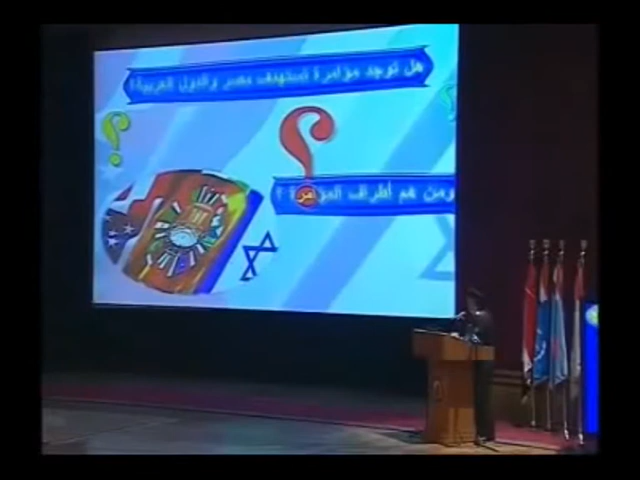 هل توجد مؤامرة تستهدف مصر والدول العربية؟
ومن هم أطراف المؤامرة ؟